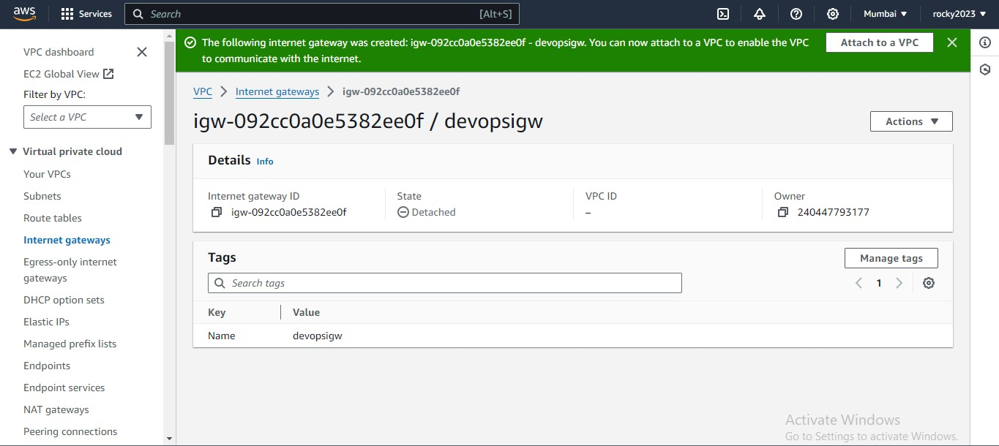 aws
Services
Search
[Alt+S]
Mumbai
rocky2023
VPC dashboard
EC2 Global View
Filter by VPC:
Select a VPC
Virtual private cloud
Your VPCs
Subnets
Route tables
Internet gateways
Egress-only internet
gateways
DHCP option sets
Elastic IPs
Managed prefix lists
Endpoints
Endpoint services
NAT gateways
Peering connections
The following internet gateway was created: igw-092cc0a0e5382ee0f - devopsigw. You can now attach to a VPC to enable the VPC
to communicate with the internet.
Attach to a VPC
VPC > Internet gateways > igw-092cc0a0e5382ee0f
igw-092cc0a0e5382ee0f / devopsigw
Actions
Details Info
Internet gateway ID
igw-092cc0a0e5382ee0f
State
Detached
VPC ID
–
Owner
240447793177
Tags
Manage tags
Search tags
1
Key Value
Name devopsigw
Activate Windows
Go to Settings to activate Windows.